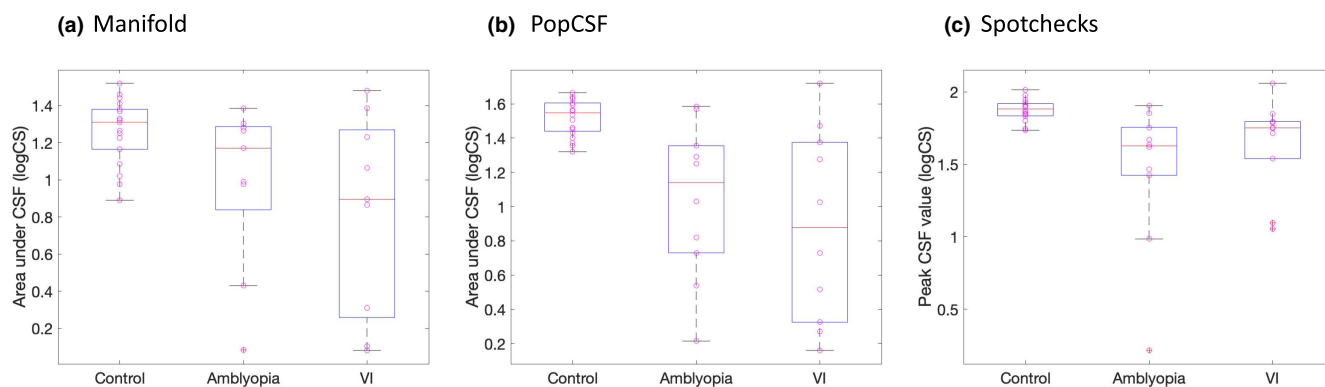 (a) Manifold
Area under CSF (logCS)
1.4
1.2
1
0.8
0.6
0.4
0.2
Control Amblyopia VI
(b) PopCSF
Area under CSF (logCS)
1.6
1.4
1.2
1
0.8
0.6
0.4
0.2
Control Amblyopia VI
(c) Spotchecks
Peak CSF value (logCS)
2
1.5
1
0.5
Control Amblyopia VI